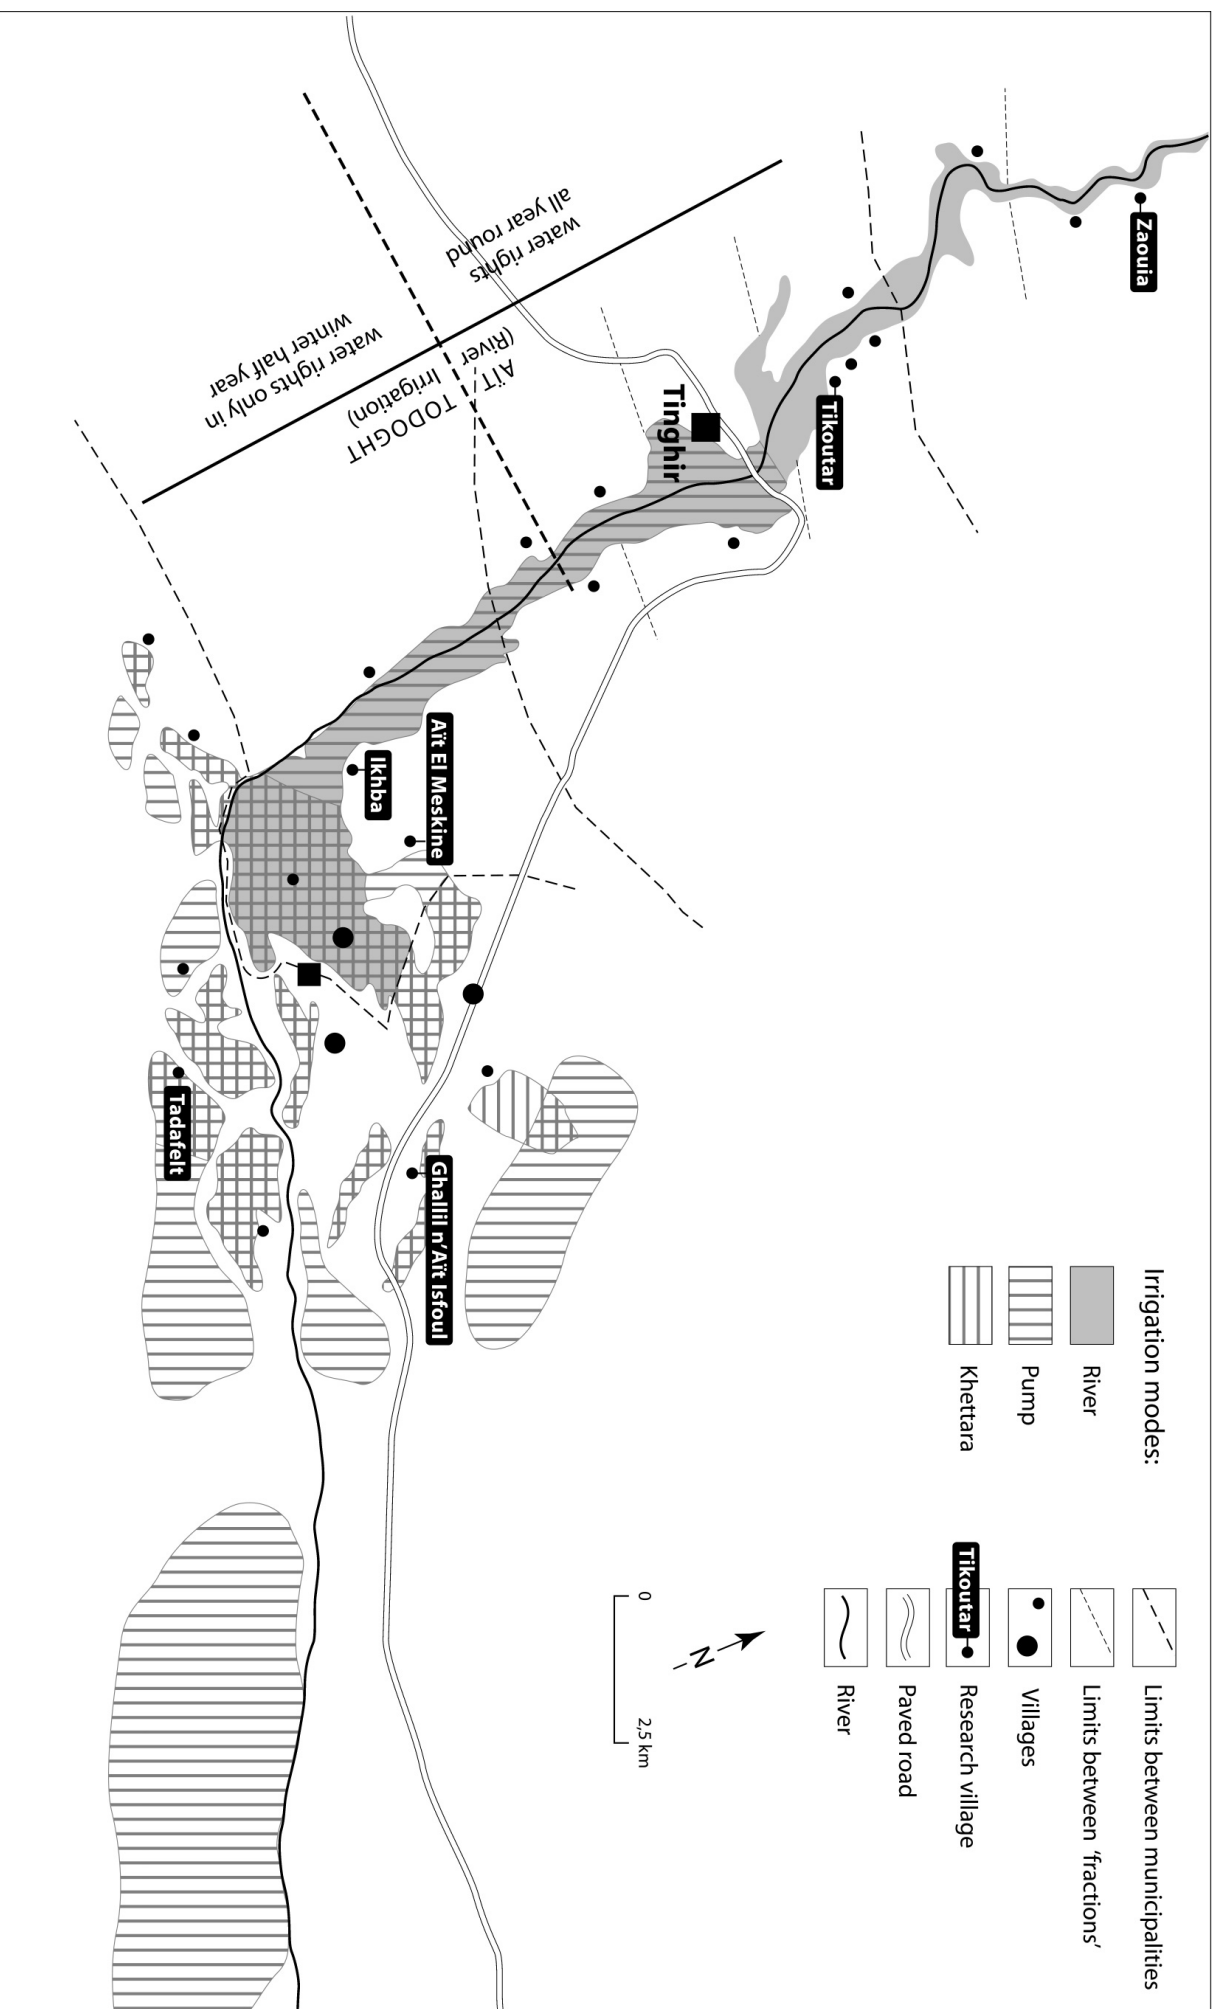 Zaouia
Tikoutar
Tinghir
water rights
all year round
water rights only in
winter half year
AÏT
TODOGHT
(River
Irrigation)
Aït El Meskine
Ikhba
Tadafelt
Ghallil n’Aït Isfoul
Irrigation modes:
River
Pump
Khettara
Limits between municipalities
Limits between ‘fractions’
Villages
Tikoutar
Research village
Paved road
River
N
0
2,5 km